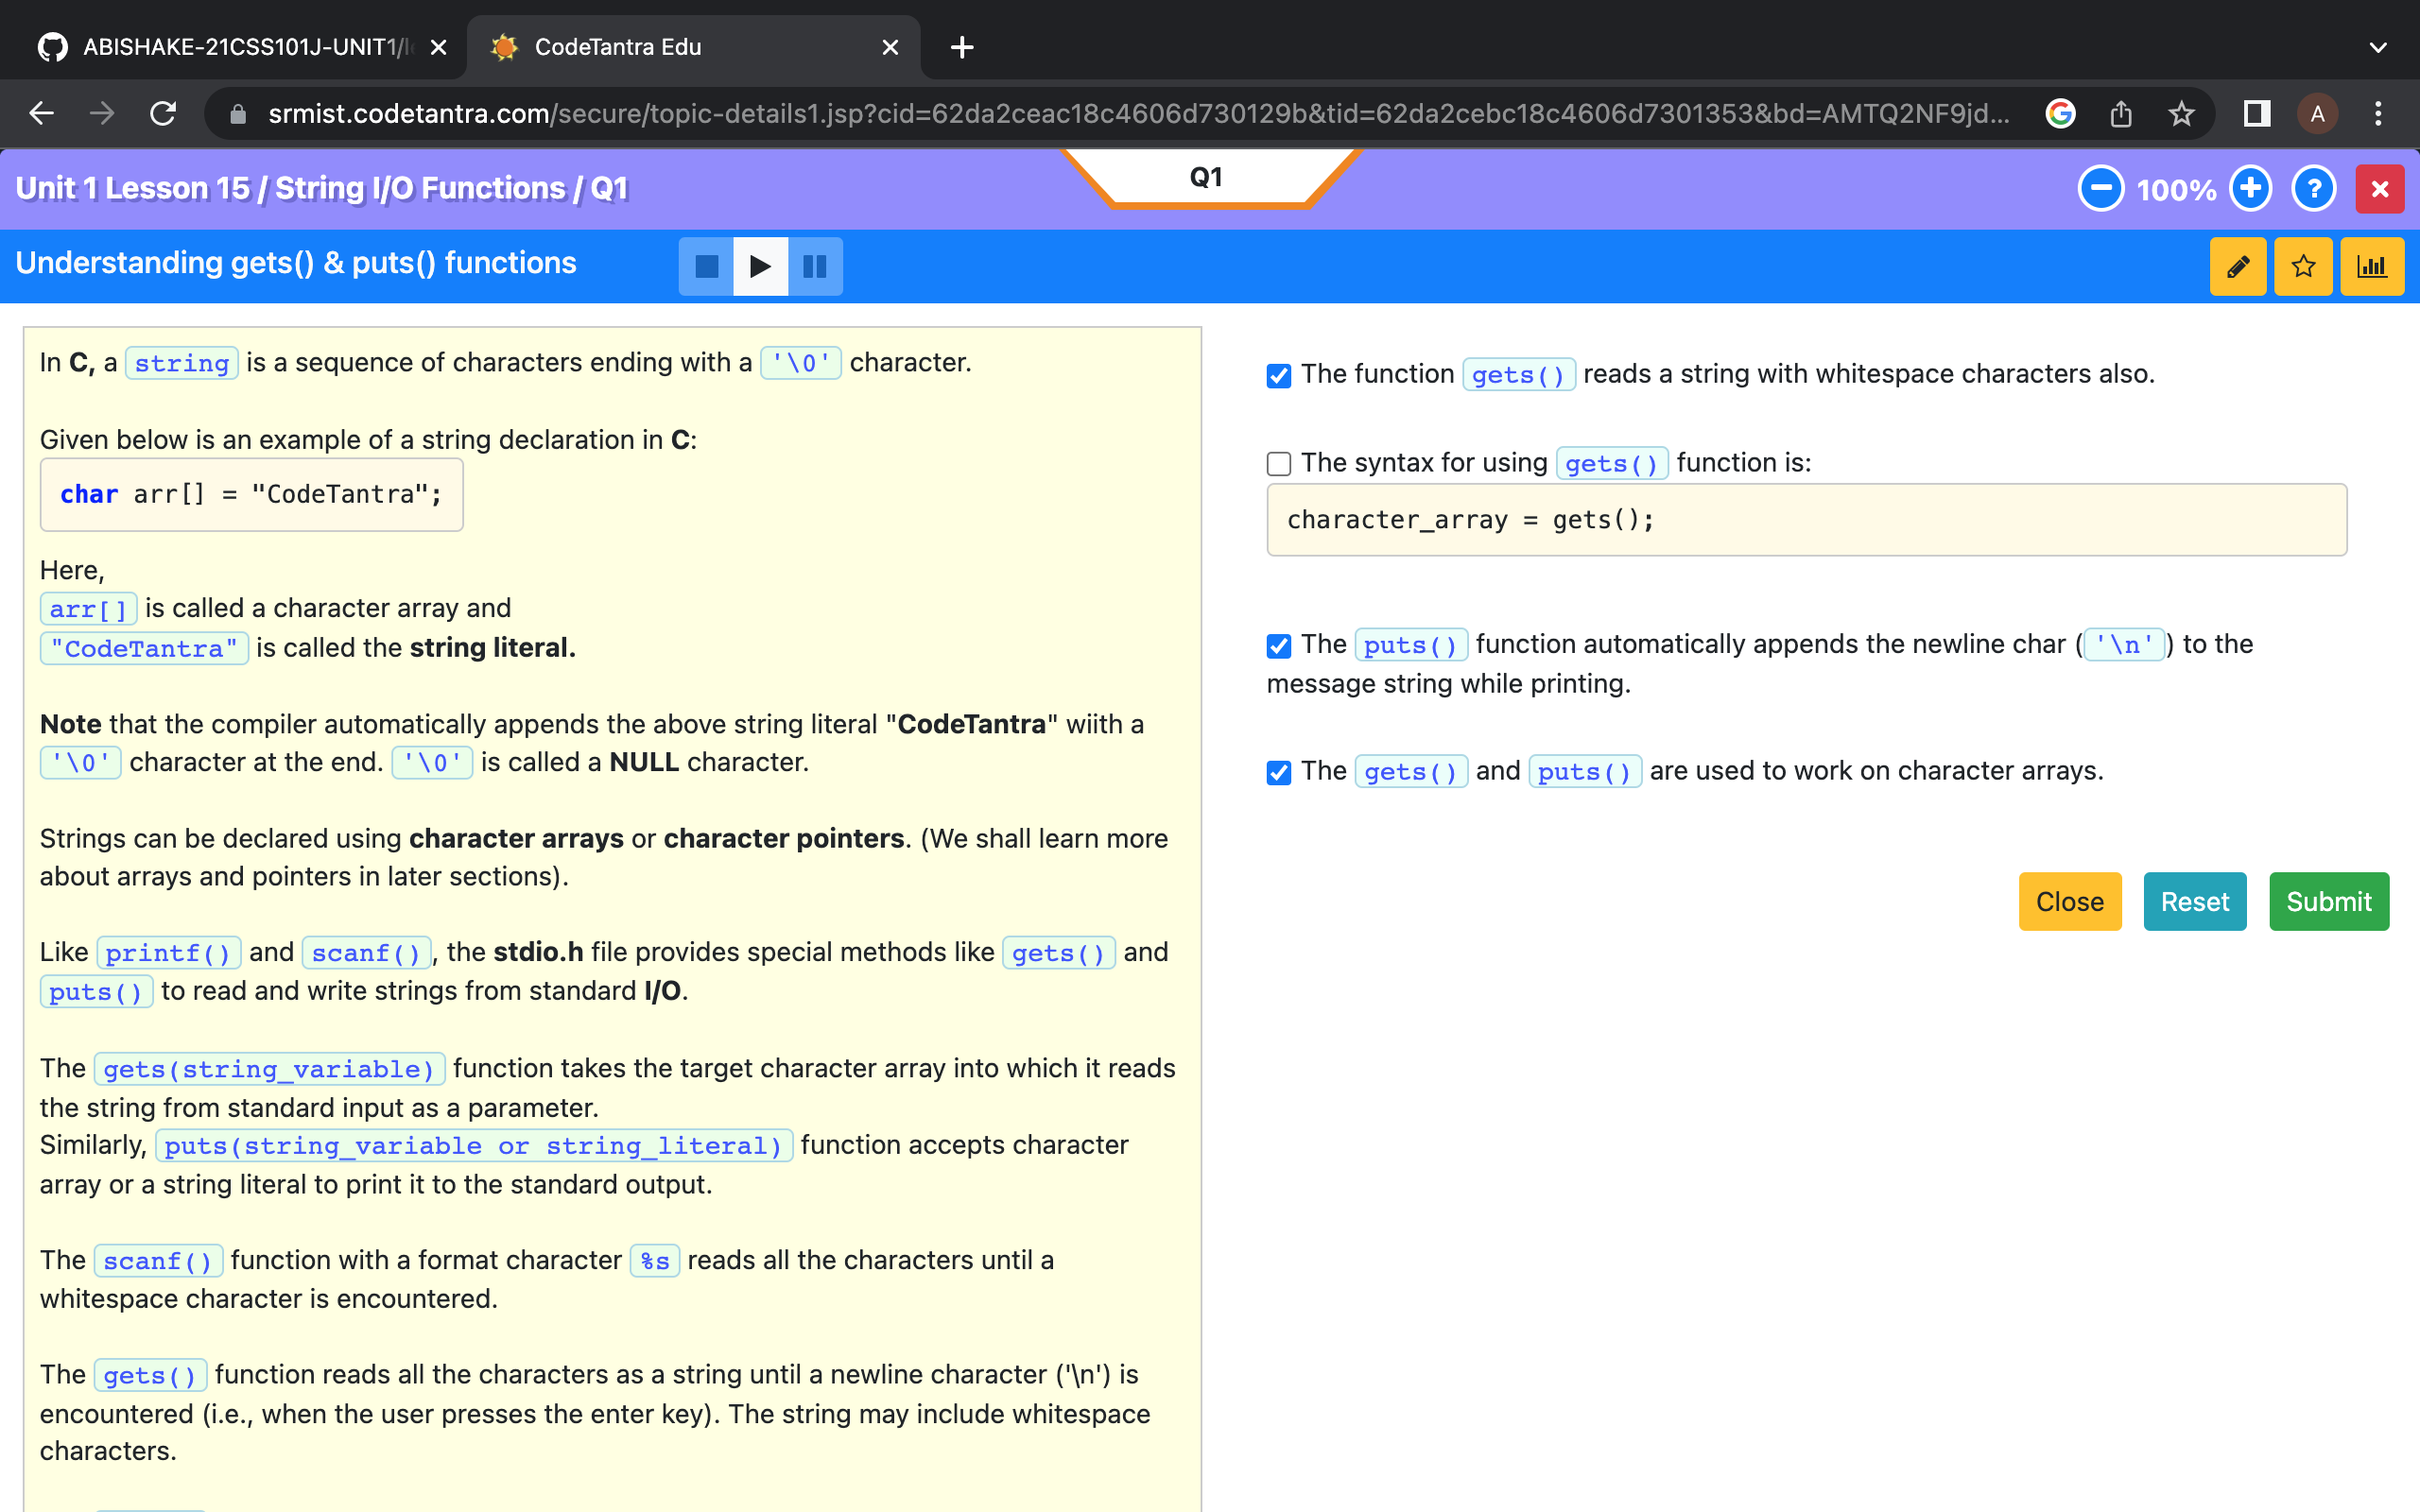 ABISHAKE-21CSS101J-UNIT1/l
CodeTantra Edu
srmist.codetantra.com/secure/topic-details1.jsp?cid=62da2ceac18c4606d730129b&tid=62da2cebc18c4606d7301353&bd=AMTQ2NF9jd...
A
Unit 1 Lesson 15 / String I/O Functions / Q1
Q1
100%
Understanding gets() & puts() functions
In C, a string is a sequence of characters ending with a '\0' character.
Given below is an example of a string declaration in C:
char arr[] = "CodeTantra";
Here,
arr[] is called a character array and
"CodeTantra" is called the string literal.
Note that the compiler automatically appends the above string literal "CodeTantra" wiith a
'\0' character at the end. '\0' is called a NULL character.
Strings can be declared using character arrays or character pointers. (We shall learn more
about arrays and pointers in later sections).
Like printf() and scanf(), the stdio.h file provides special methods like gets() and
puts() to read and write strings from standard I/O.
The gets(string_variable) function takes the target character array into which it reads
the string from standard input as a parameter.
Similarly, puts(string_variable or string_literal) function accepts character
array or a string literal to print it to the standard output.
The scanf() function with a format character %s reads all the characters until a
whitespace character is encountered.
The gets() function reads all the characters as a string until a newline character ('\n') is
encountered (i.e., when the user presses the enter key). The string may include whitespace
characters.
The function gets() reads a string with whitespace characters also.
The syntax for using gets() function is:
character_array = gets();
The puts() function automatically appends the newline char ('\n') to the
message string while printing.
The gets() and puts() are used to work on character arrays.
Close
Reset
Submit